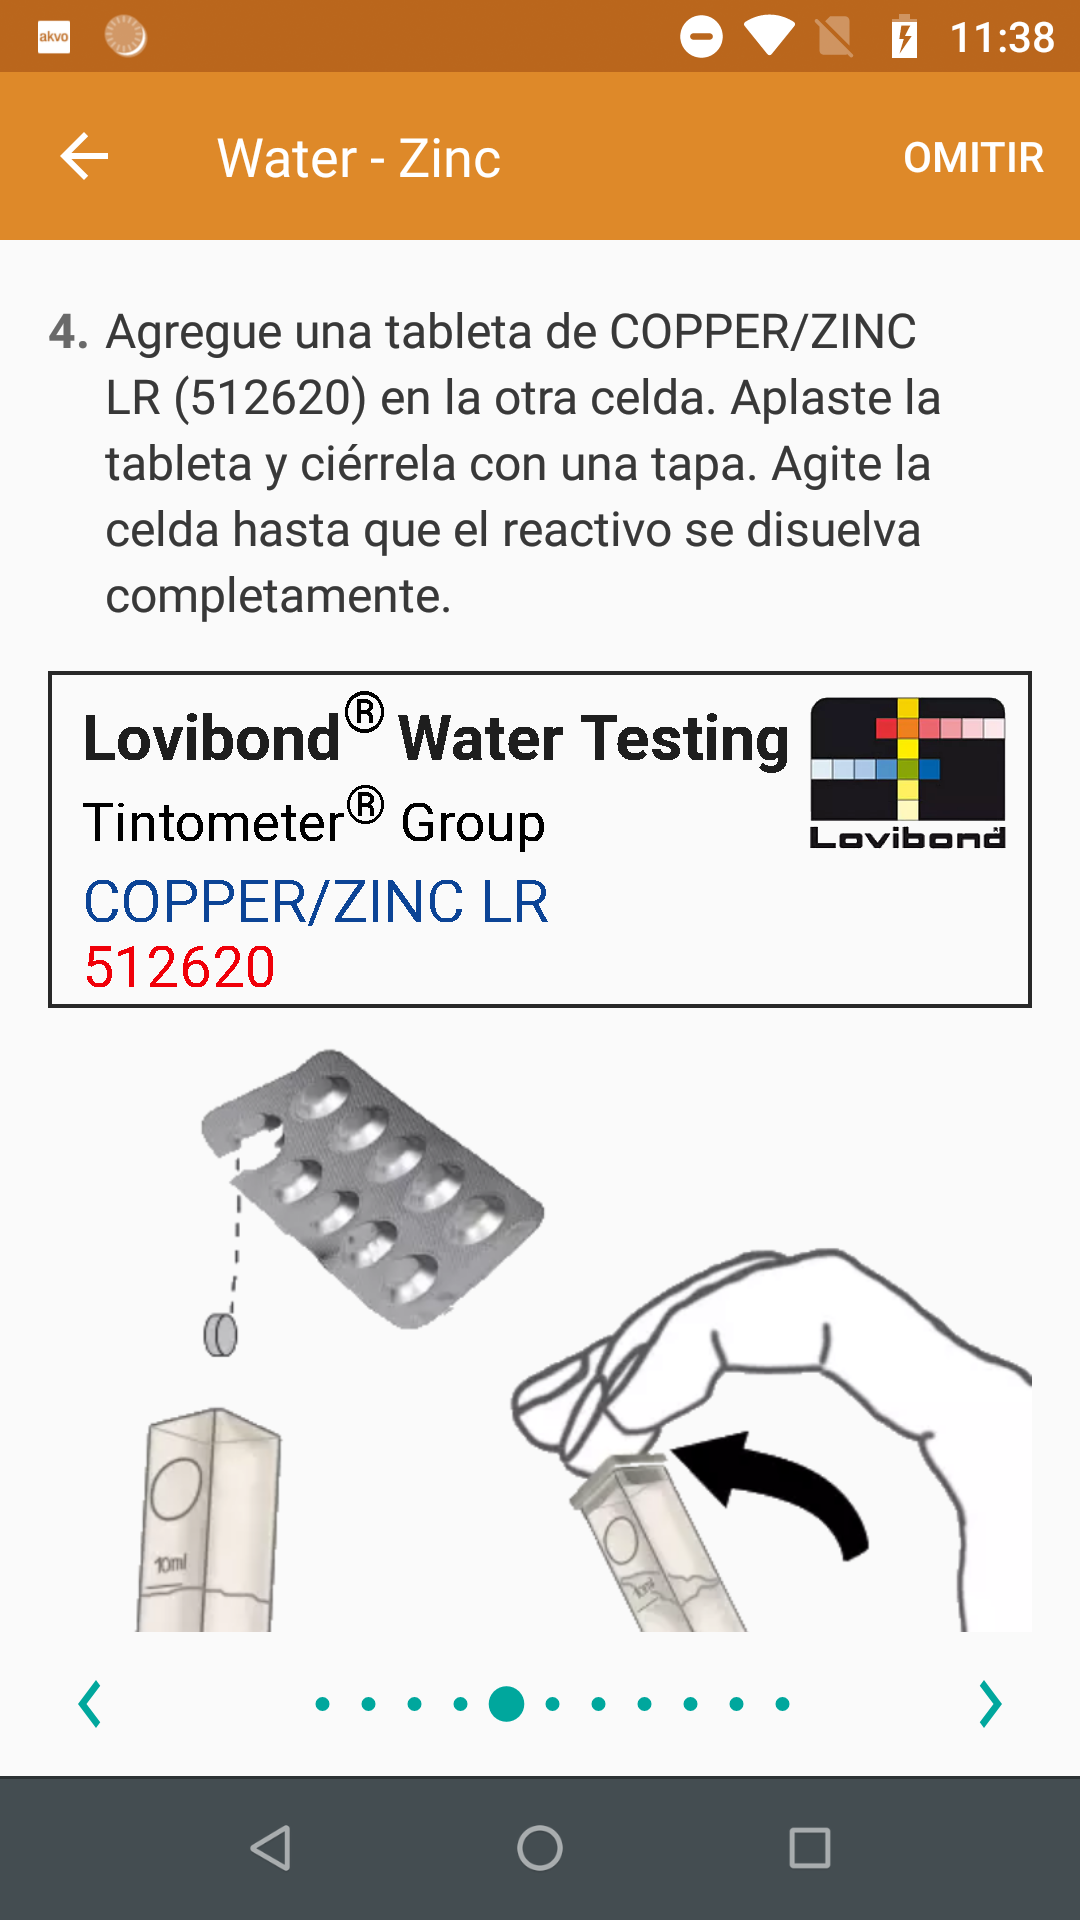 akvo
11:38
Water - Zinc
OMITIR
4. Agregue una tableta de COPPER/ZINC
LR (512620) en la otra celda. Aplaste la
tableta y ciérrela con una tapa. Agite la
celda hasta que el reactivo se disuelva
completamente.
Lovibond® Water Testing
Tintometer® Group
Lovibond
COPPER/ZINC LR
512620
10ml
10ml